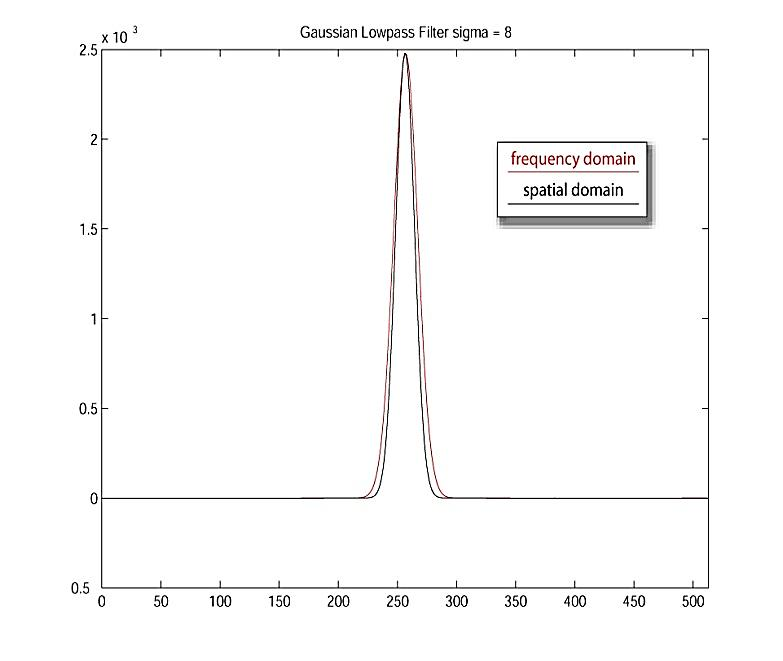 Gaussian Lowpass Filter sigma = 8
x 10 3
2.5
2
1.5
1
0.5
0
0.5
0 50 100 150 200 250 300 350 400 450 500
frequency domain
spatial domain